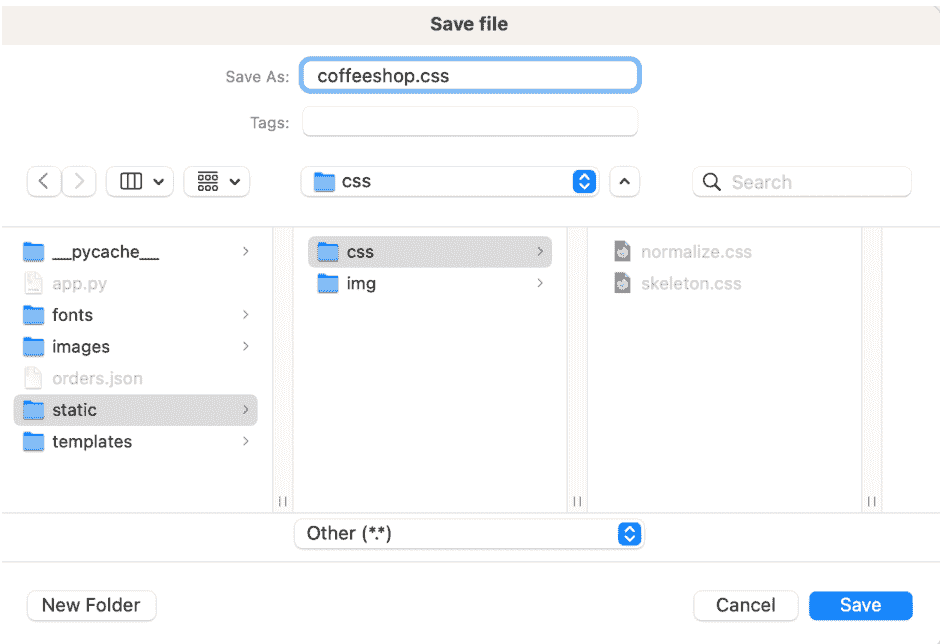 Save file
Save As: coffeeshop.css
Tags:
css
Search
__pycache__
app.py
fonts
images
orders.json
static
templates
css
img
normalize.css
skeleton.css
Other (*.*)
New Folder
Cancel
Save